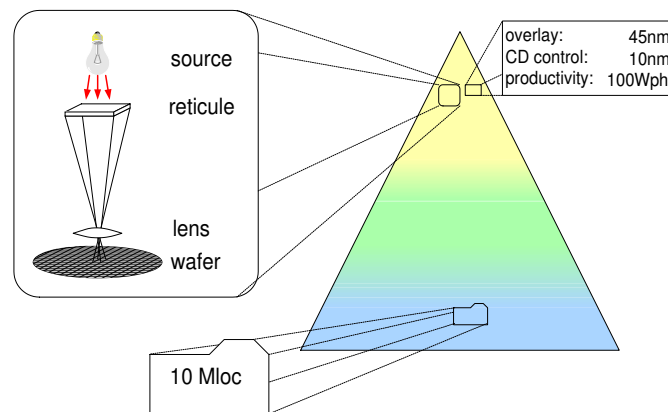 source
reticule
lens
wafer
overlay: 45nm
CD control: 10nm
productivity: 100Wph
10 Mloc